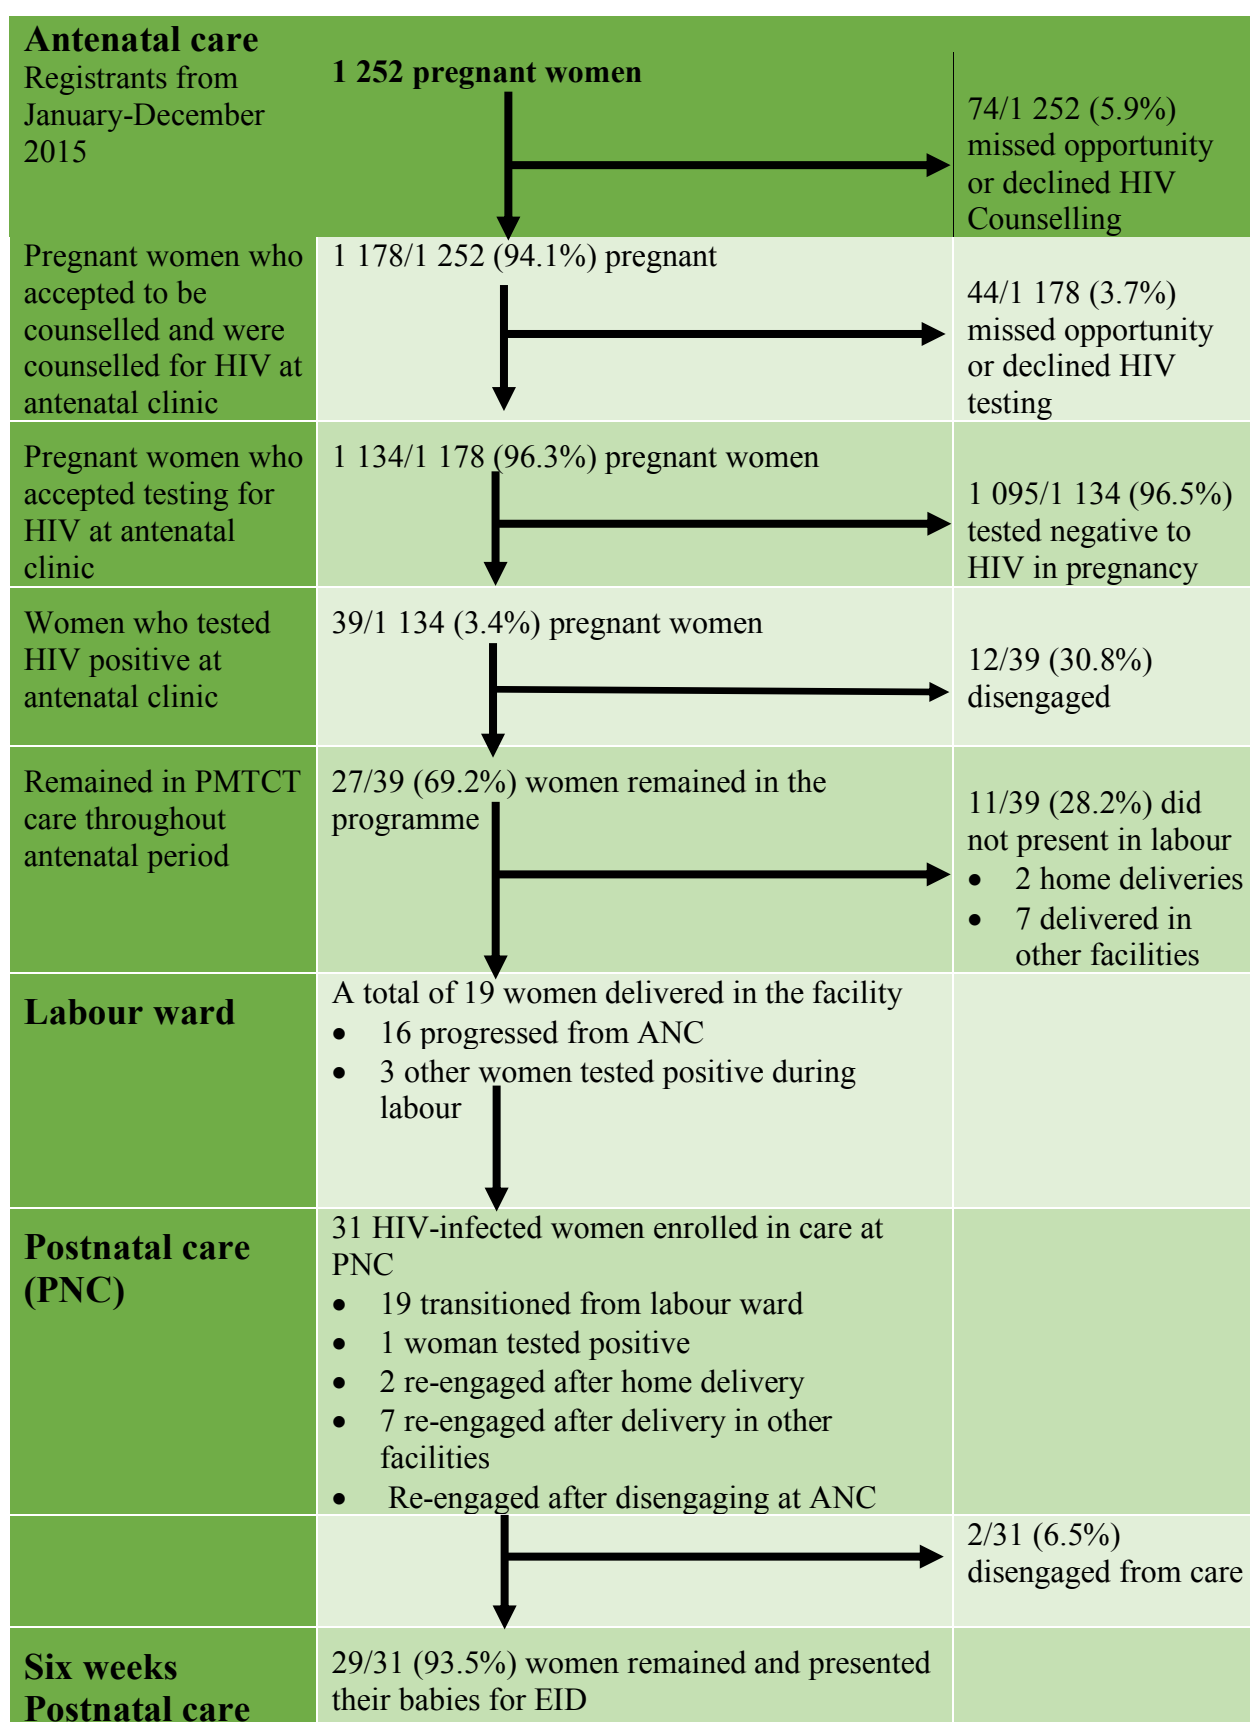 Antenatal care
Registrants from
January-December
2015
1 252 pregnant women
74/1 252 (5.9%)
missed opportunity
or declined HIV
Counselling
Pregnant women who
accepted to be
counselled and were
counselled for HIV at
antenatal clinic
1 178/1 252 (94.1%) pregnant
44/1 178 (3.7%)
missed opportunity
or declined HIV
testing
Pregnant women who
accepted testing for
HIV at antenatal
clinic
1 134/1 178 (96.3%) pregnant women
1 095/1 134 (96.5%)
tested negative to
HIV in pregnancy
Women who tested
HIV positive at
antenatal clinic
39/1 134 (3.4%) pregnant women
12/39 (30.8%)
disengaged
Remained in PMTCT
care throughout
antenatal period
27/39 (69.2%) women remained in the
programme
11/39 (28.2%) did
not present in labour
• 2 home deliveries
• 7 delivered in
other facilities
Labour ward
A total of 19 women delivered in the facility
• 16 progressed from ANC
• 3 other women tested positive during
labour
Postnatal care
(PNC)
31 HIV-infected women enrolled in care at
PNC
• 19 transitioned from labour ward
• 1 woman tested positive
• 2 re-engaged after home delivery
• 7 re-engaged after delivery in other
facilities
• Re-engaged after disengaging at ANC
2/31 (6.5%)
disengaged from care
Six weeks
Postnatal care
29/31 (93.5%) women remained and presented
their babies for EID